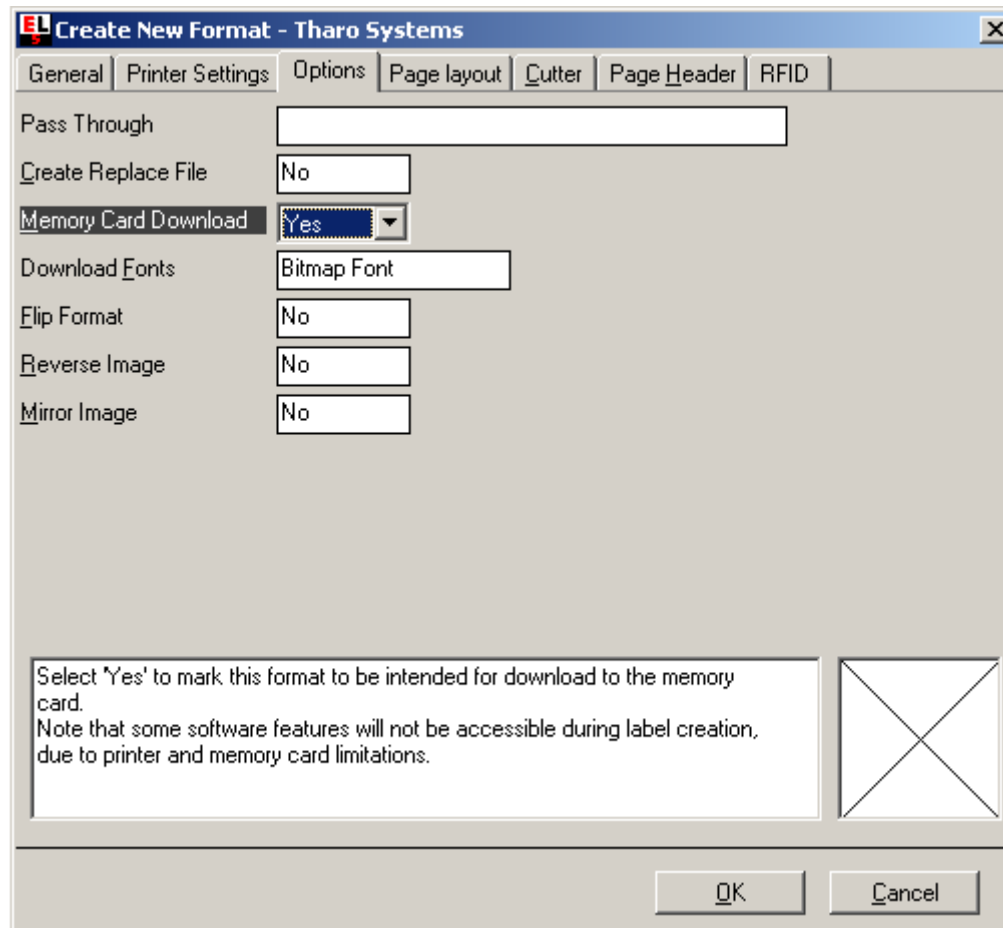 EL 5 Create New Format - Tharo Systems
General Printer Settings Options Page layout Cutter Page Header RFID
Pass Through
Create Replace File No
Memory Card Download Yes
Download Fonts Bitmap Font
Flip Format No
Reverse Image No
Mirror Image No
Select 'Yes' to mark this format to be intended for download to the memory
card.
Note that some software features will not be accessible during label creation,
due to printer and memory card limitations.
OK Cancel